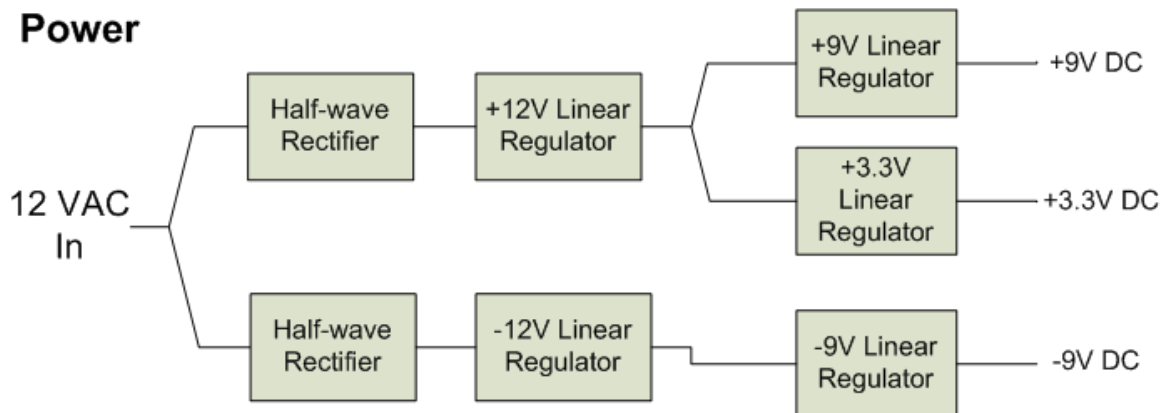 Power
12 VAC
In
Half-wave
Rectifier
+12V Linear
Regulator
+9V Linear
Regulator
+9V DC
+3.3V
Linear
Regulator
+3.3V DC
Half-wave
Rectifier
-12V Linear
Regulator
-9V Linear
Regulator
-9V DC